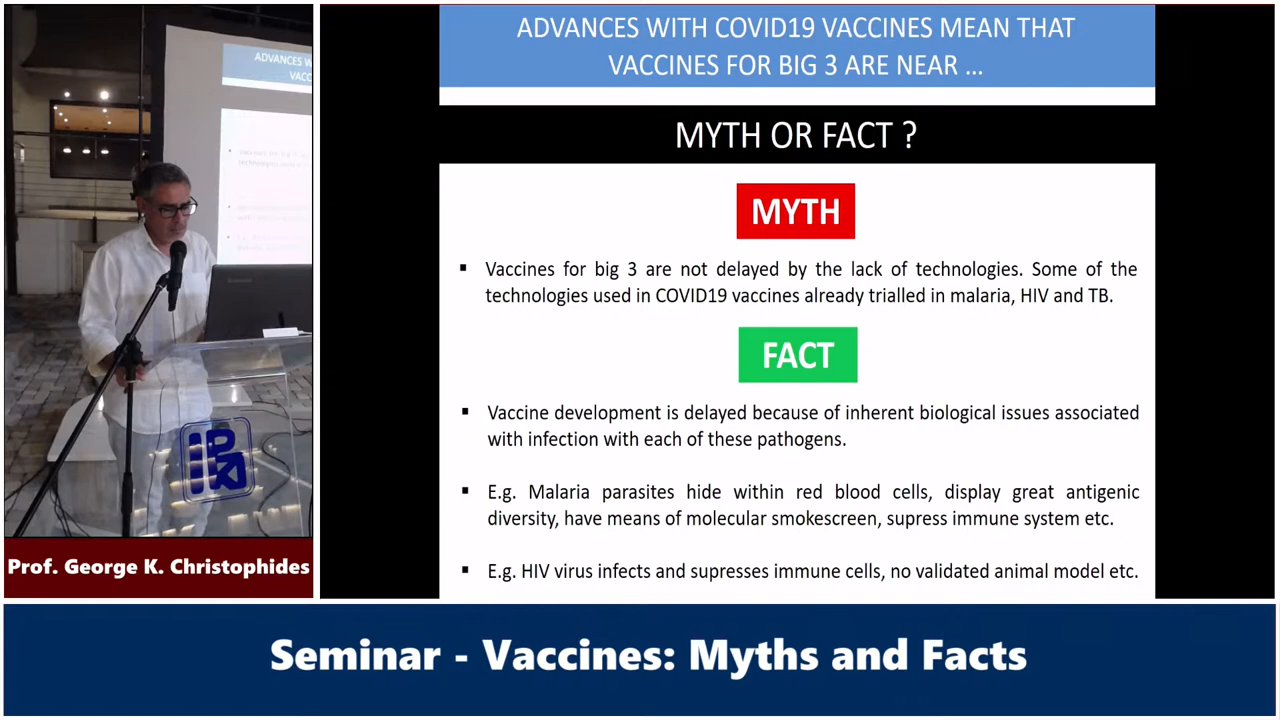 ADVANCES WITH COVID19 VACCINES MEAN THAT
VACCINES FOR BIG 3 ARE NEAR ...
MYTH OR FACT ?
MYTH
▪ Vaccines for big 3 are not delayed by the lack of technologies. Some of the
technologies used in COVID19 vaccines already trialled in malaria, HIV and TB.
FACT
▪ Vaccine development is delayed because of inherent biological issues associated
with infection with each of these pathogens.
▪ E.g. Malaria parasites hide within red blood cells, display great antigenic
diversity, have means of molecular smokescreen, supress immune system etc.
▪ E.g. HIV virus infects and supresses immune cells, no validated animal model etc.
ADVANCES W
VACC
Prof. George K. Christophides
Seminar - Vaccines: Myths and Facts